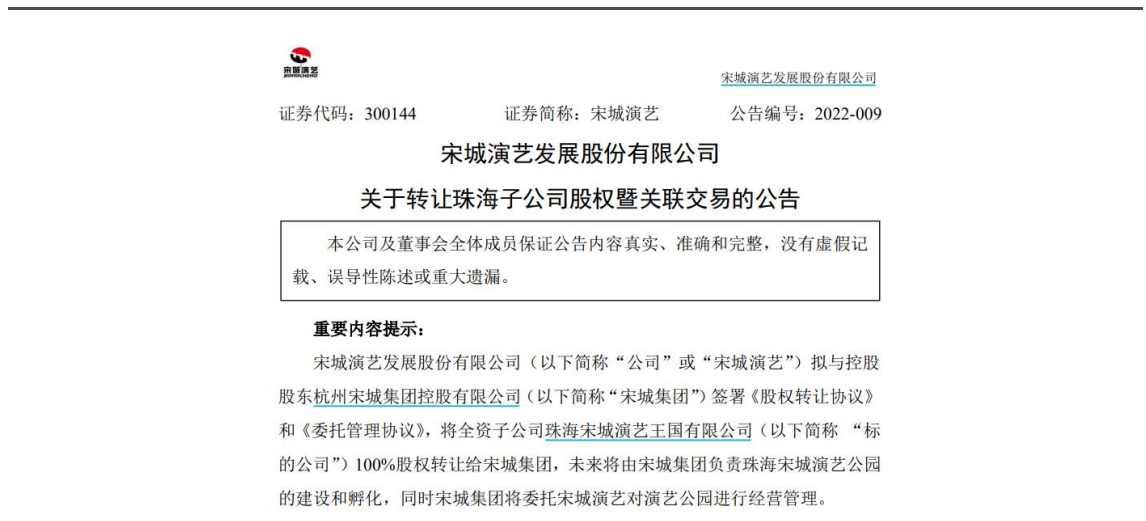 宋城演艺
宋城演艺发展股份有限公司
证券代码：300144 证券简称：宋城演艺 公告编号：2022-009
宋城演艺发展股份有限公司
关于转让珠海子公司股权暨关联交易的公告
本公司及董事会全体成员保证公告内容真实、准确和完整，没有虚假记
载、误导性陈述或重大遗漏。
重要内容提示：
宋城演艺发展股份有限公司（以下简称“公司”或“宋城演艺”）拟与控股
股东杭州宋城集团控股有限公司（以下简称“宋城集团”）签署《股权转让协议》
和《委托管理协议》，将全资子公司珠海宋城演艺王国有限公司（以下简称 “标
的公司”）100%股权转让给宋城集团，未来将由宋城集团负责珠海宋城演艺公园
的建设和孵化，同时宋城集团将委托宋城演艺对演艺公园进行经营管理。